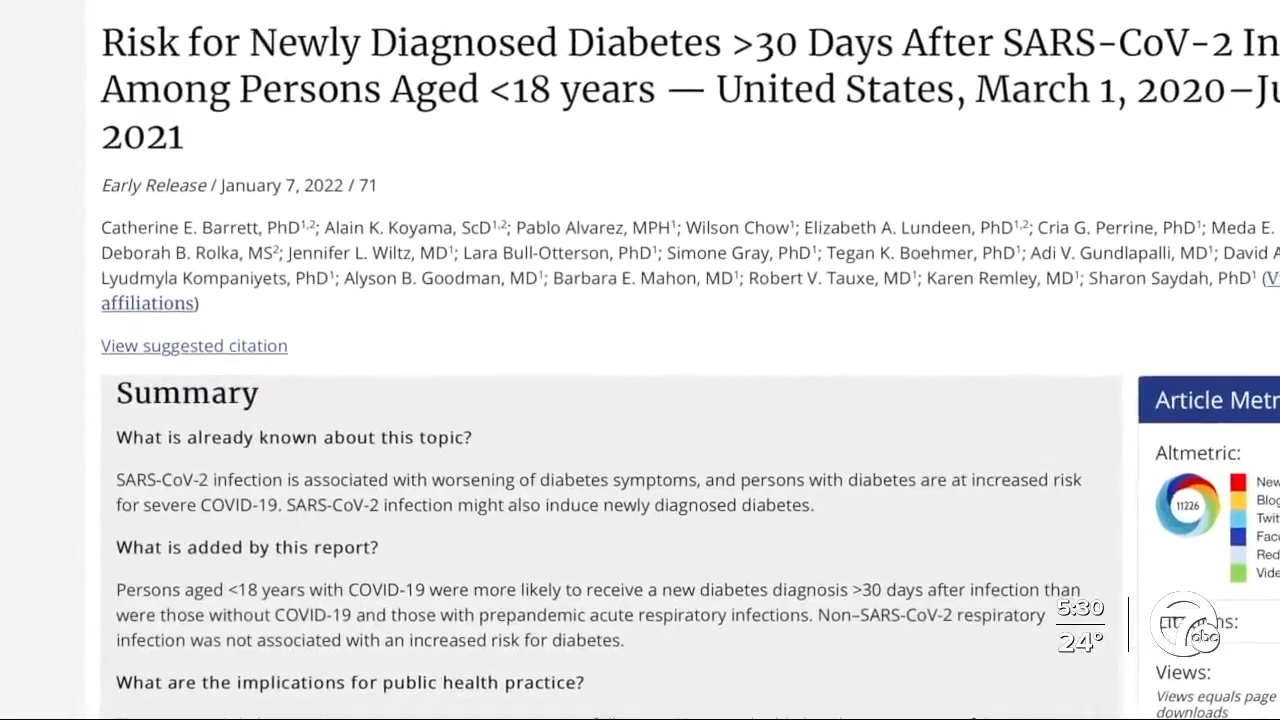 Risk for Newly Diagnosed Diabetes >30 Days After SARS-CoV-2 In
Among Persons Aged <18 years — United States, March 1, 2020–Ju
2021
Early Release / January 7, 2022 / 71
Catherine E. Barrett, PhD1,2; Alain K. Koyama, ScD1,2; Pablo Alvarez, MPH1; Wilson Chow1; Elizabeth A. Lundeen, PhD1,2; Cria G. Perrine, PhD1; Meda E.
Deborah B. Rolka, MS2; Jennifer L. Wiltz, MD1; Lara Bull-Otterson, PhD1; Simone Gray, PhD1; Tegan K. Boehmer, PhD1; Adi V. Gundlapalli, MD1; David A
Lyudmyla Kompaniyets, PhD1; Alyson B. Goodman, MD1; Barbara E. Mahon, MD1; Robert V. Tauxe, MD1; Karen Remley, MD1; Sharon Saydah, PhD1 (V
affiliations)
View suggested citation
Summary
What is already known about this topic?
SARS-CoV-2 infection is associated with worsening of diabetes symptoms, and persons with diabetes are at increased risk
for severe COVID-19. SARS-CoV-2 infection might also induce newly diagnosed diabetes.
What is added by this report?
Persons aged <18 years with COVID-19 were more likely to receive a new diabetes diagnosis >30 days after infection than
were those without COVID-19 and those with prepandemic acute respiratory infections. Non–SARS-CoV-2 respiratory
infection was not associated with an increased risk for diabetes.
What are the implications for public health practice?
Article Metr
Altmetric:
11226
New
Blog
Twit
Fac
Red
Vide
Views:
Views equals page
downloads
5:30
24°
7 abc